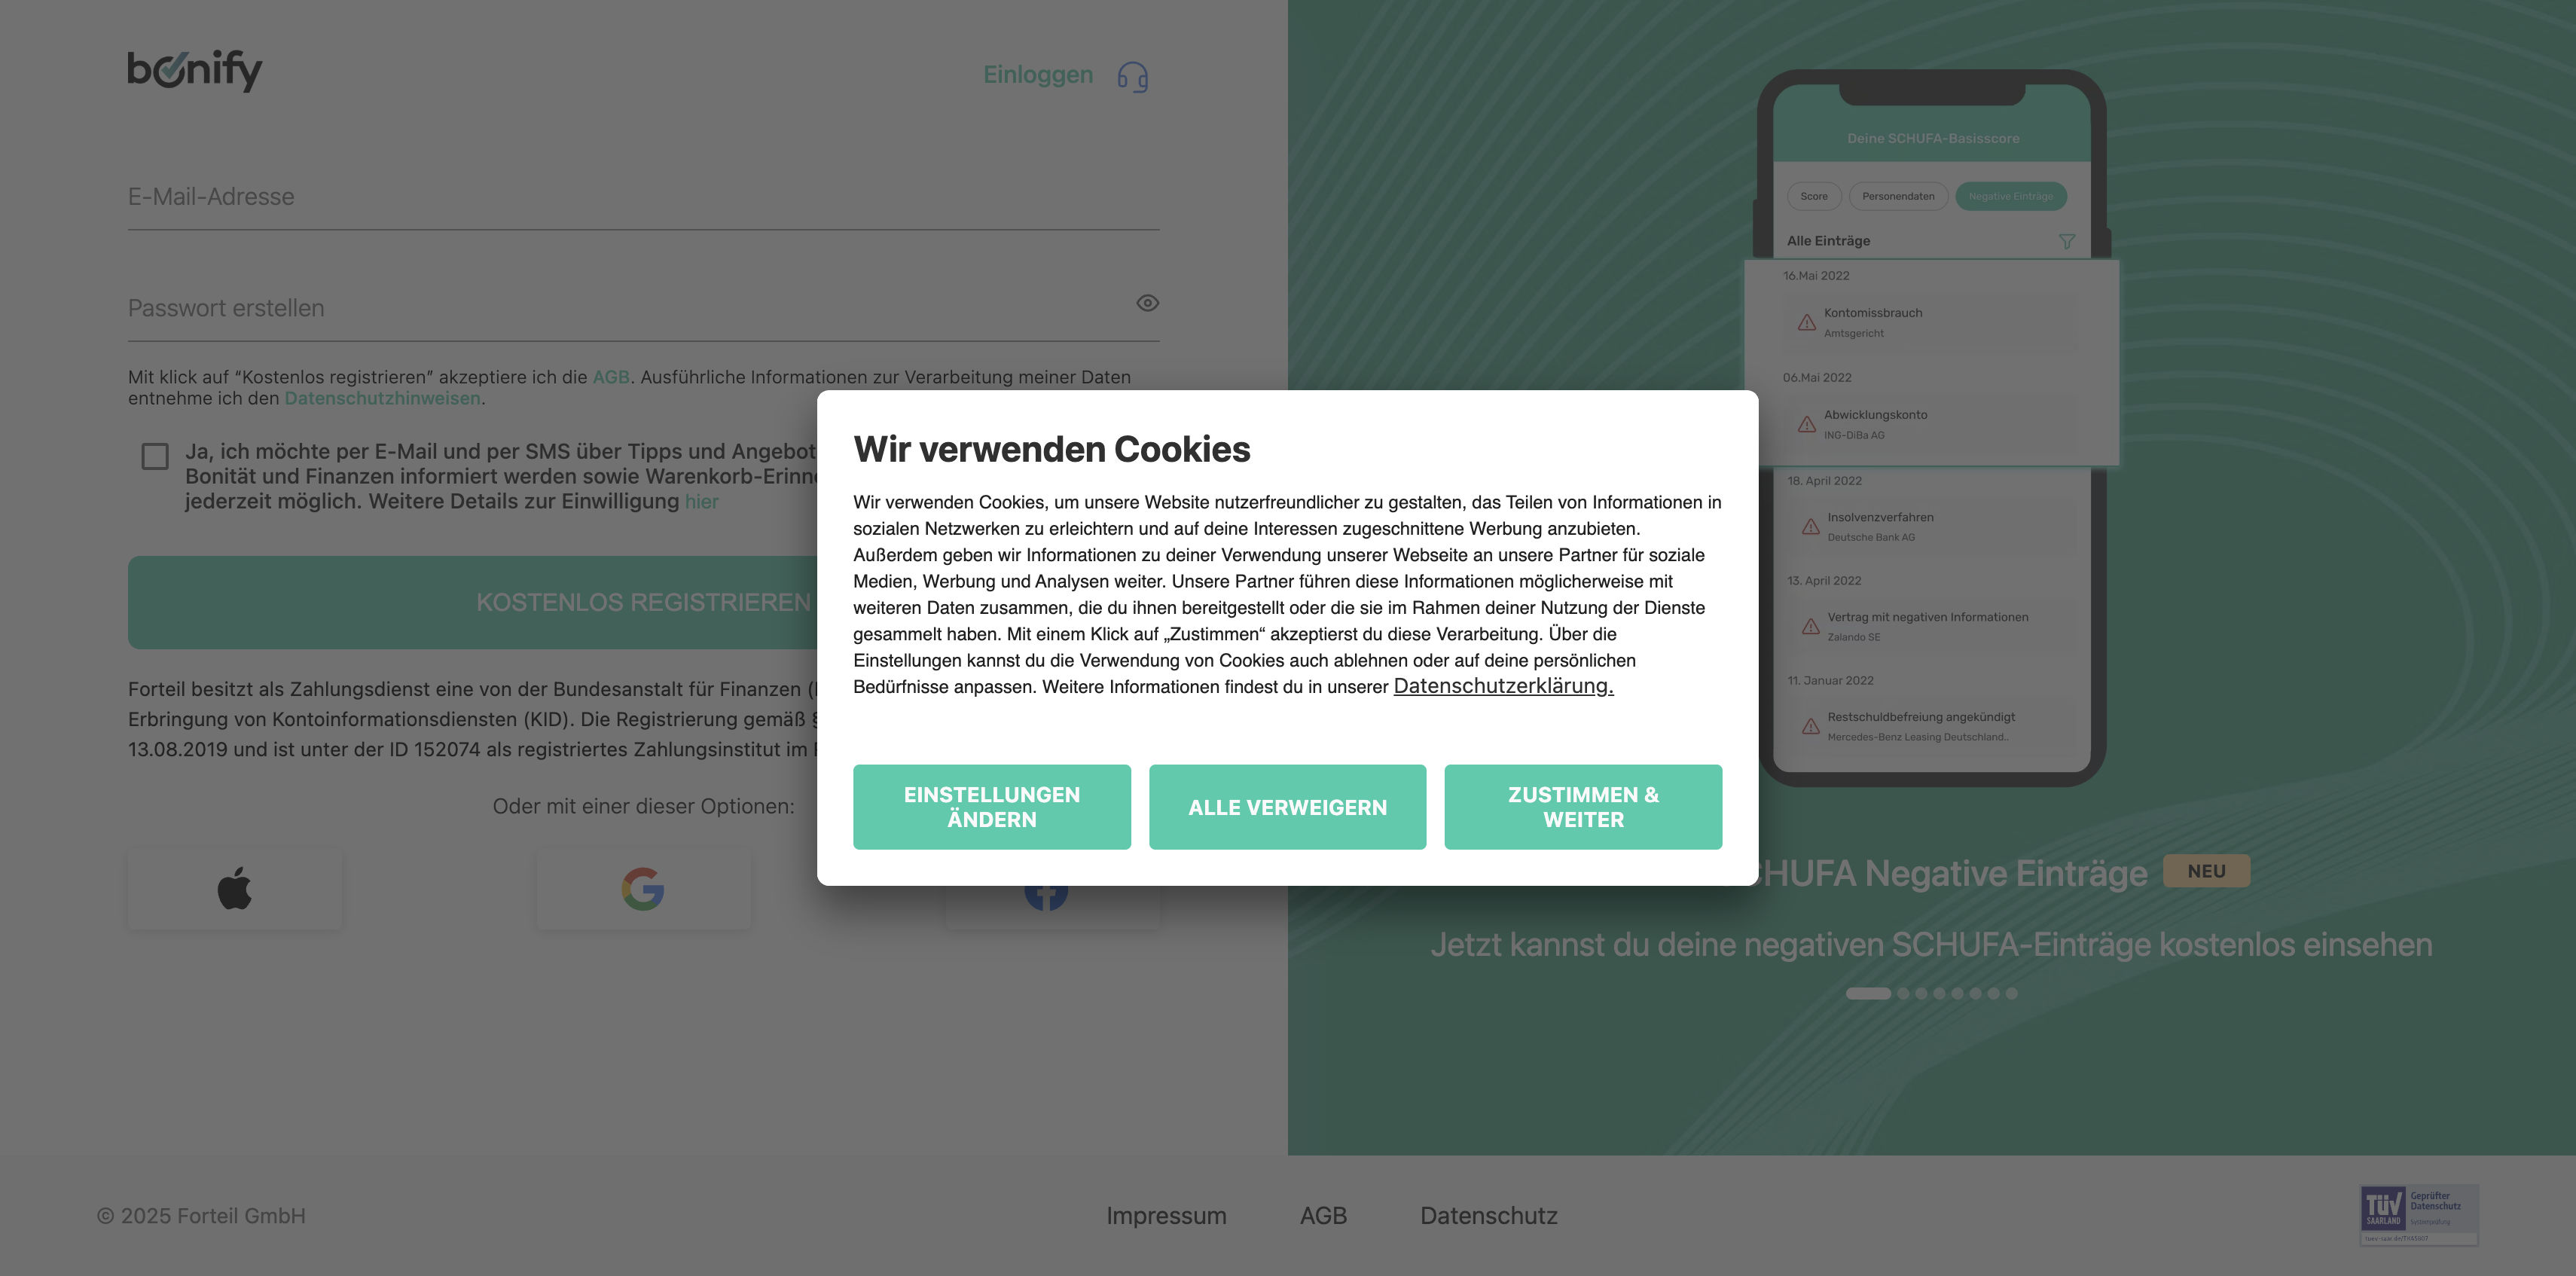 bonify
Einloggen
E-Mail-Adresse
Passwort erstellen
Mit klick auf “Kostenlos registrieren” akzeptiere ich die AGB. Ausführliche Informationen zur Verarbeitung meiner Daten
entnehme ich den Datenschutzhinweisen.
Ja, ich möchte per E-Mail und per SMS über Tipps und
Bonität und Finanzen informiert werden sowie
jederzeit möglich. Weitere Details zur Einwilligung hier
KOSTENLOS REGISTRIEREN
Forteil besitzt als Zahlungsdienst eine von der Bundesanstalt für Finanzen
Erbringung von Kontoinformationsdiensten (KID). Die Registrierung gemäß
13.08.2019 und ist unter der ID 152074 als registriertes Zahlungsinstitut im
Oder mit einer dieser Optionen:
Wir verwenden Cookies
Wir verwenden Cookies, um unsere Website nutzerfreundlicher zu gestalten, das Teilen von Informationen in
sozialen Netzwerken zu erleichtern und auf deine Interessen zugeschnittene Werbung anzubieten.
Außerdem geben wir Informationen zu deiner Verwendung unserer Webseite an unsere Partner für soziale
Medien, Werbung und Analysen weiter. Unsere Partner führen diese Informationen möglicherweise mit
weiteren Daten zusammen, die du ihnen bereitgestellt oder die sie im Rahmen deiner Nutzung der Dienste
gesammelt haben. Mit einem Klick auf „Zustimmen“ akzeptierst du diese Verarbeitung. Über die
Einstellungen kannst du die Verwendung von Cookies auch ablehnen oder auf deine persönlichen
Bedürfnisse anpassen. Weitere Informationen findest du in unserer Datenschutzerklärung.
EINSTELLUNGEN
ÄNDERN
ALLE VERWEIGERN
ZUSTIMMEN &
WEITER
Deine SCHUFA-Basisscore
Score
Personendaten
Negative Einträge
Alle Einträge
16.Mai 2022
Kontomissbrauch
Amtsgericht
06.Mai 2022
Abwicklungskonto
ING-DiBa AG
18. April 2022
Insolvenzverfahren
Deutsche Bank AG
13. April 2022
Vertrag mit negativen Informationen
Zalando SE
11. Januar 2022
Restschuldbefreiung angekündigt
Mercedes-Benz Leasing Deutschland..
Negative Einträge NEU
Jetzt kannst du deine negativen SCHUFA-Einträge kostenlos einsehen
© 2025 Forteil GmbH
Impressum
AGB
Datenschutz
TÜV
SAARLAND
Geprüfter
Datenschutz